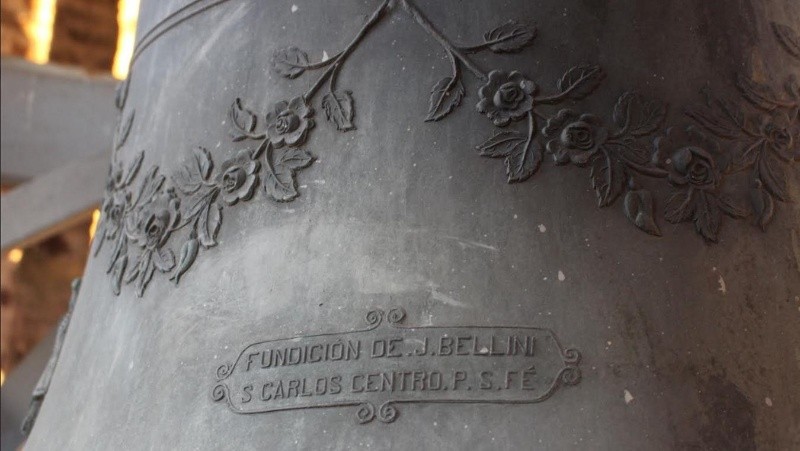 FUNDICIÓN DE.J.BELLINI
S CARLOS CENTRO.P.S.FÉ